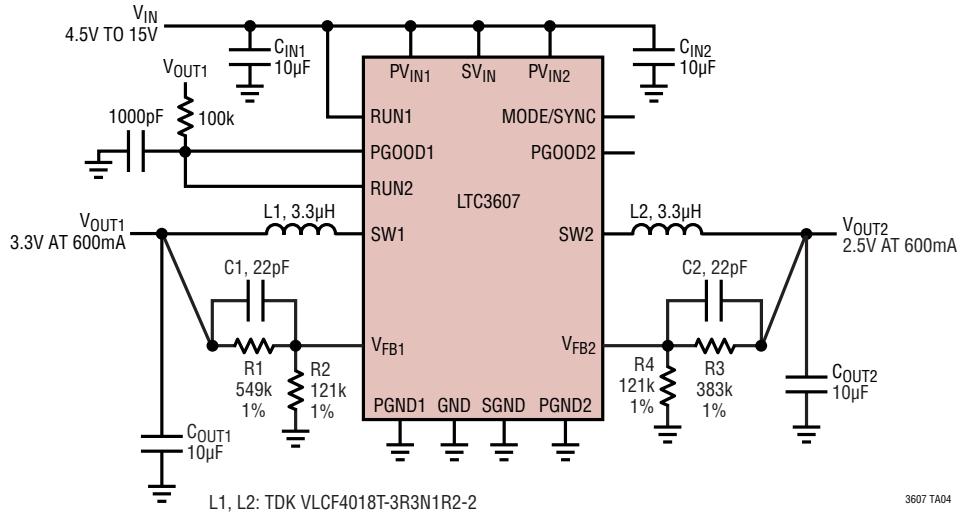 VIN
4.5V TO 15V
CIN1
10µF
CIN2
10µF
VOUT1
1000pF
100k
PVIN1
SVIN
PVIN2
RUN1
MODE/SYNC
PGOOD1
PGOOD2
RUN2
LTC3607
VOUT1
3.3V AT 600mA
L1, 3.3µH
SW1
SW2
L2, 3.3µH
VOUT2
2.5V AT 600mA
C1, 22pF
C2, 22pF
VFB1
VFB2
R1
549k
1%
R2
121k
1%
R4
121k
1%
R3
383k
1%
COUT2
10µF
PGND1
GND
SGND
PGND2
COUT1
10µF
L1, L2: TDK VLCF4018T-3R3N1R2-2
3607 TA04